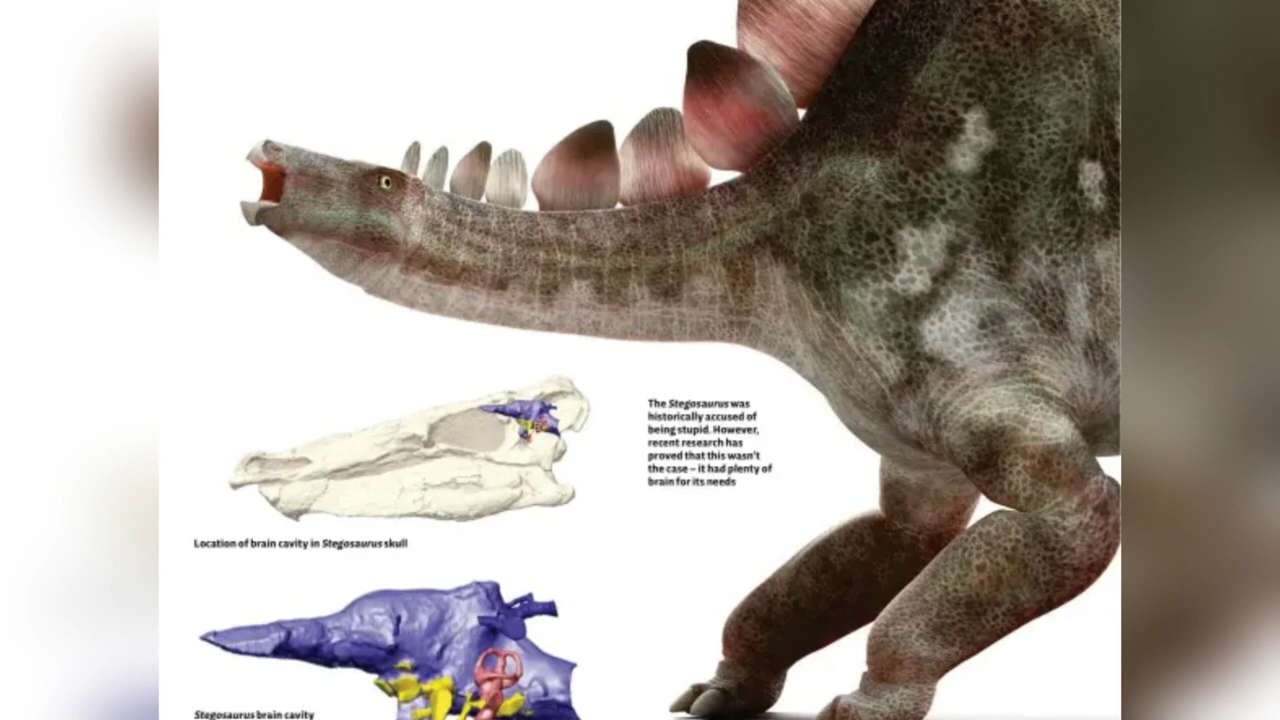 The Stegosaurus was
historically accused of
being stupid. However,
recent research has
proved that this wasn't
the case – it had plenty of
brain for its needs
Location of brain cavity in Stegosaurus skull
Stegosaurus brain cavity